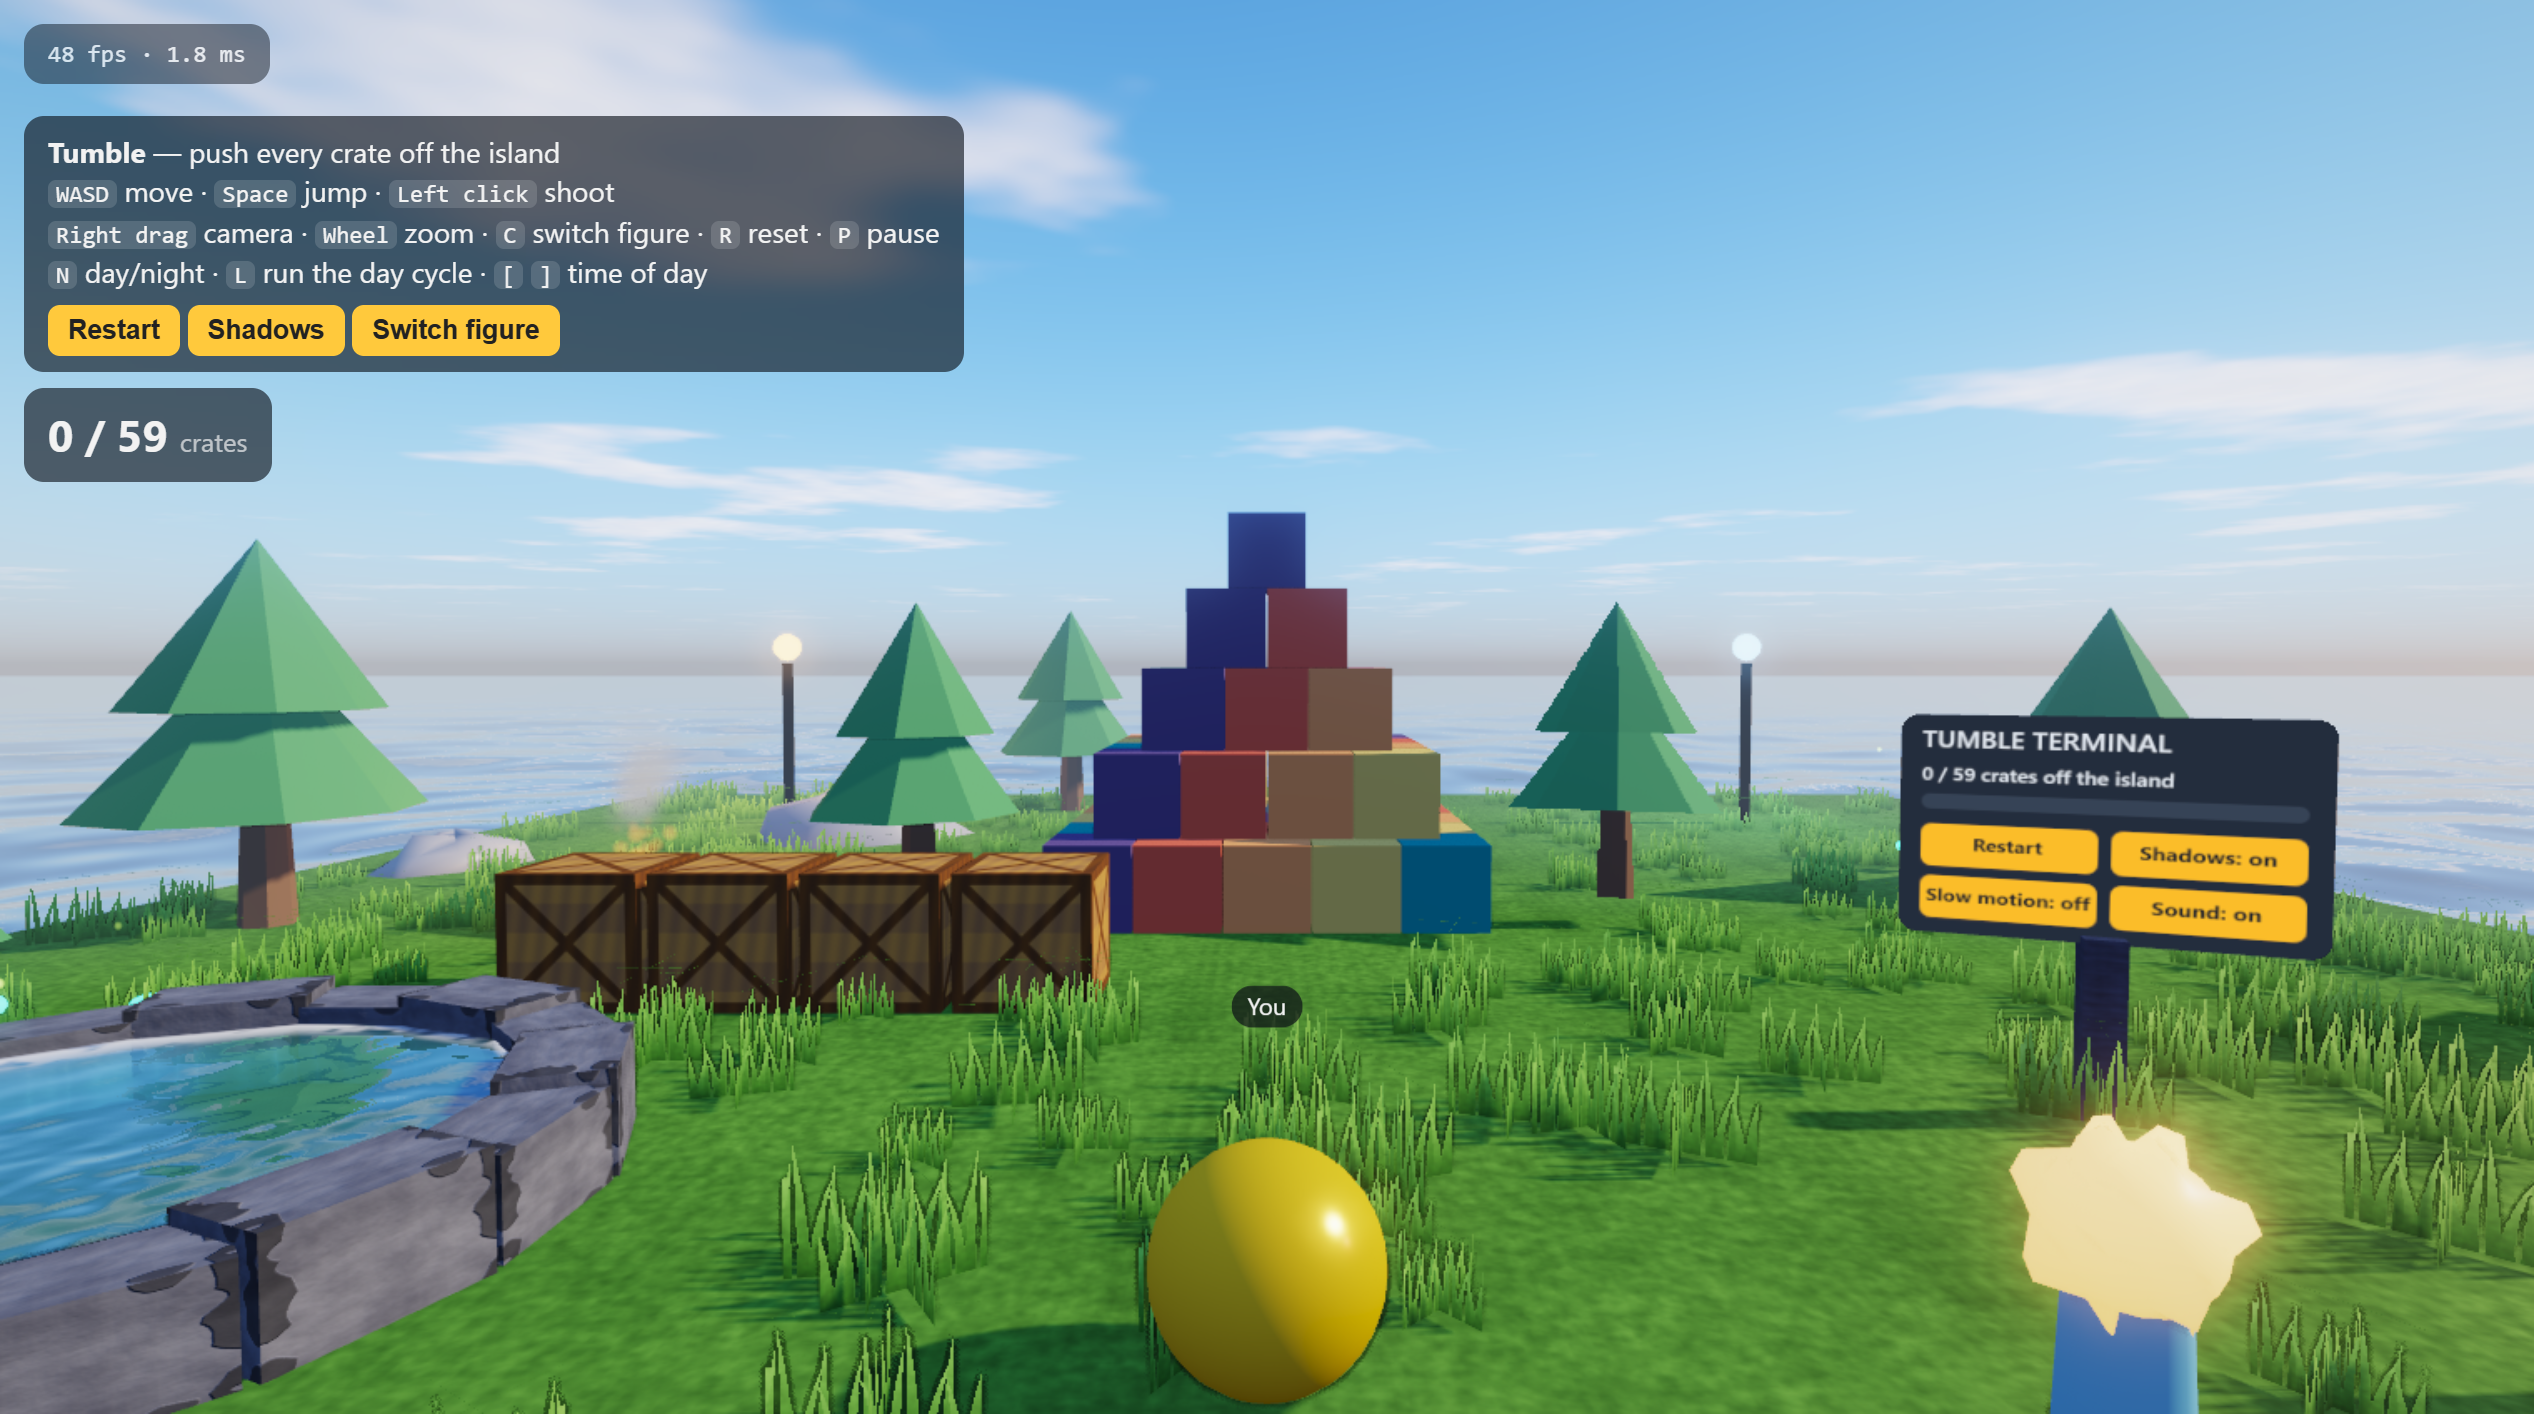 48 fps · 1.8 ms
Tumble — push every crate off the island
WASD move · Space jump · Left click shoot
Right drag camera · Wheel zoom · C switch figure · R reset · P pause
N day/night · L run the day cycle · [ ] time of day
Restart Shadows Switch figure
0 / 59 crates
TUMBLE TERMINAL
0 / 59 crates off the island
Restart Shadows: on
Slow motion: off Sound: on
You